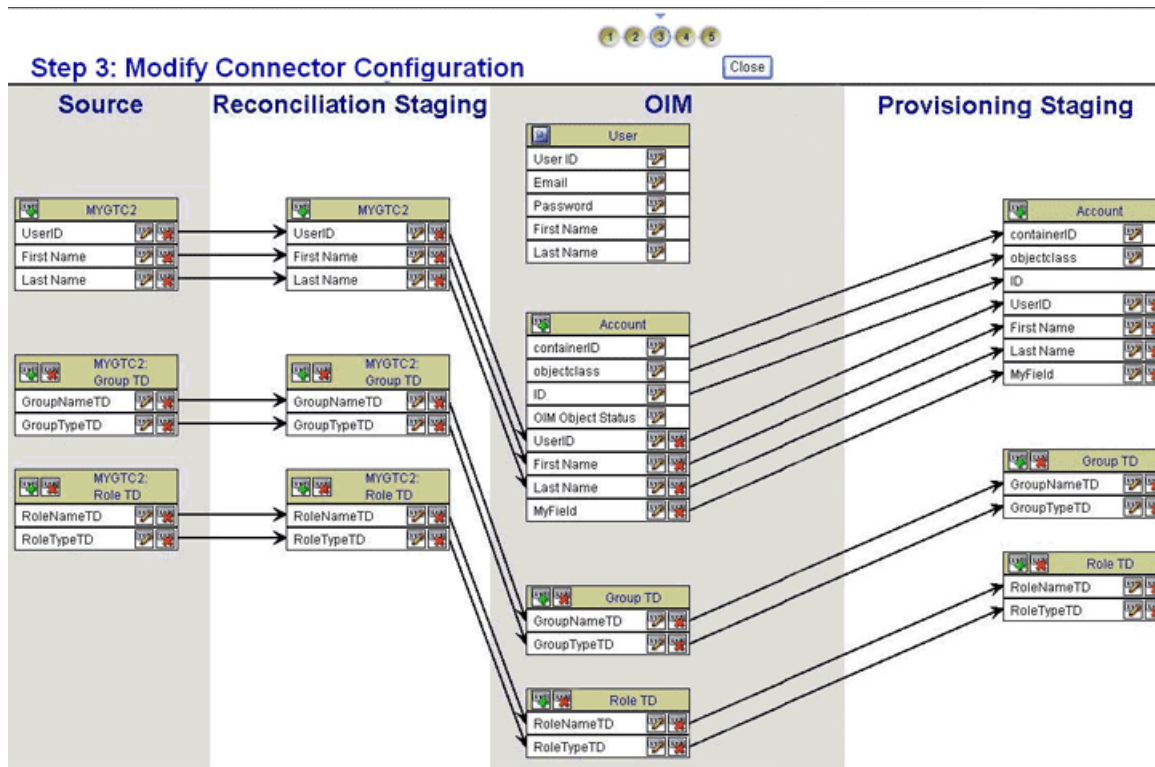 1 2 3 4 5
Step 3: Modify Connector Configuration
Close
Source
Reconciliation Staging
OIM
Provisioning Staging
MYGTC2
UserID
First Name
Last Name
MYGTC2:
Group TD
GroupNameTD
GroupTypeTD
MYGTC2:
Role TD
RoleNameTD
RoleTypeTD
MYGTC2
UserID
First Name
Last Name
MYGTC2:
Group TD
GroupNameTD
GroupTypeTD
MYGTC2:
Role TD
RoleNameTD
RoleTypeTD
User
User ID
Email
Password
First Name
Last Name
Account
containerID
objectclass
ID
OIM Object Status
UserID
First Name
Last Name
MyField
Group TD
GroupNameTD
GroupTypeTD
Role TD
RoleNameTD
RoleTypeTD
Account
containerID
objectclass
ID
UserID
First Name
Last Name
MyField
Group TD
GroupNameTD
GroupTypeTD
Role TD
RoleNameTD
RoleTypeTD